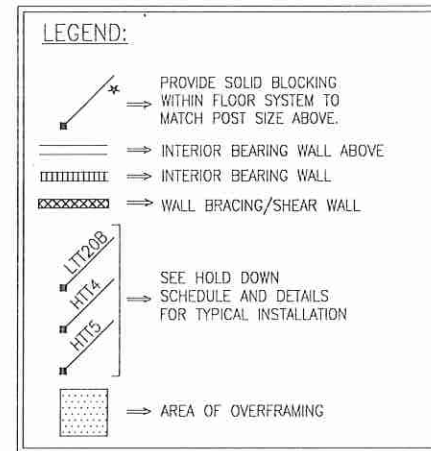 LEGEND:
PROVIDE SOLID BLOCKING
WITHIN FLOOR SYSTEM TO
MATCH POST SIZE ABOVE.
INTERIOR BEARING WALL ABOVE
INTERIOR BEARING WALL
WALL BRACING/SHEAR WALL
LTT20B
HTT4
HTT5
SEE HOLD DOWN
SCHEDULE AND DETAILS
FOR TYPICAL INSTALLATION
AREA OF OVERFRAMING